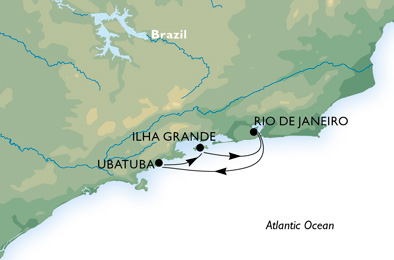 Brazil
RIO DE JANEIRO
ILHA GRANDE
UBATUBA
Atlantic Ocean